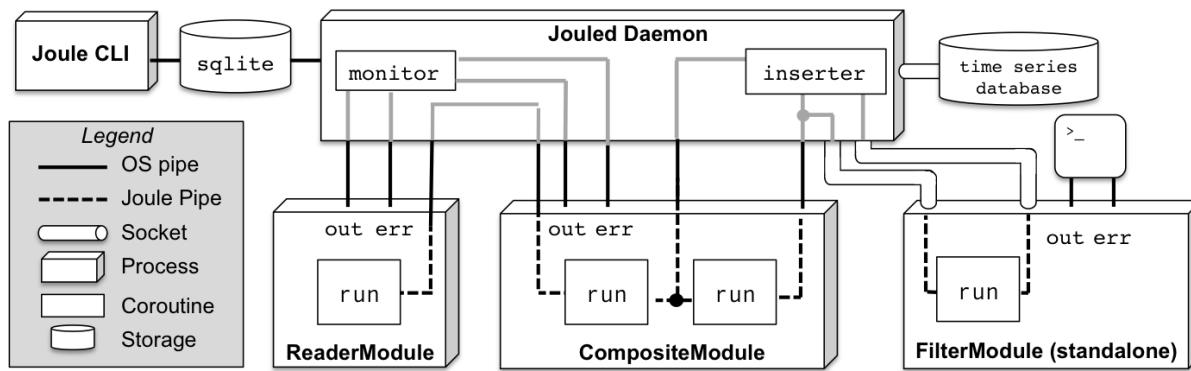 Joule CLI
sqlite
Jouled Daemon
monitor
inserter
time series
database
Legend
OS pipe
Joule Pipe
Socket
Process
Coroutine
Storage
>_
out err
run
ReaderModule
out err
run
run
CompositeModule
out err
run
FilterModule (standalone)